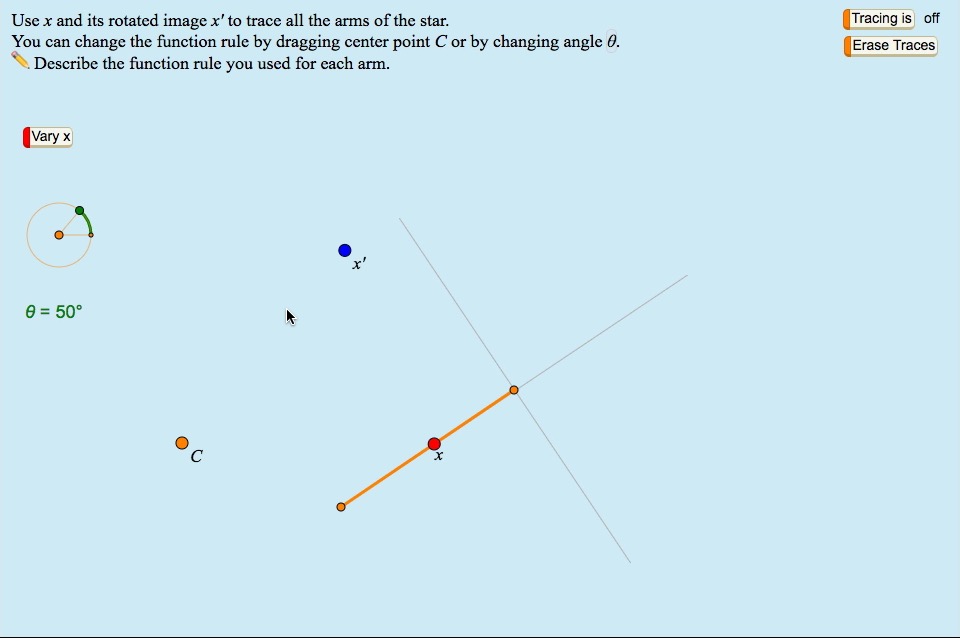 Use x and its rotated image x′ to trace all the arms of the star.
You can change the function rule by dragging center point C or by changing angle θ.
Describe the function rule you used for each arm.
Tracing is off
Erase Traces
Vary x
x′
θ = 50°
C
x